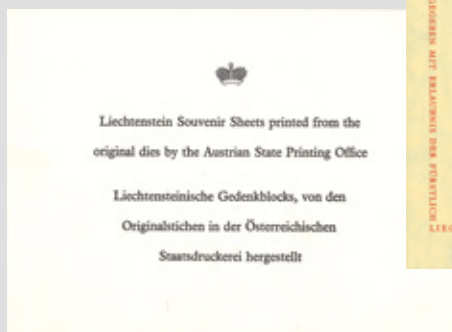 Liechtenstein Souvenir Sheets printed from the
original dies by the Austrian State Printing Office
Liechtensteinische Gedenkblocks, von den
Originalstichen in der Österreichischen
Staatsdruckerei hergestellt
MIT ERLAUBNIS DER FÜRSTLICH